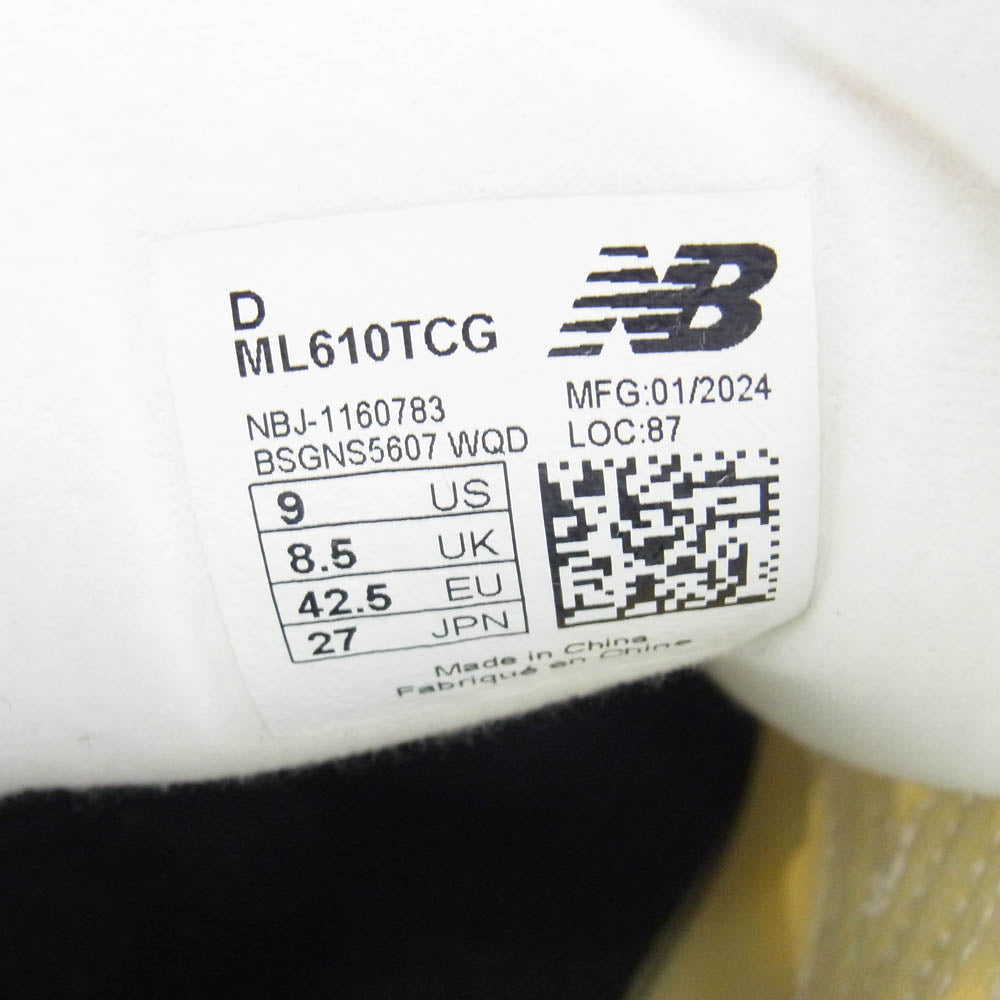 D
ML610TCG
NB
NBJ-1160783
BSGNS5607 WQD
MFG:01/2024
LOC:87
9 US
8.5 UK
42.5 EU
27 JPN
Made in China
Fabriqué en Chine